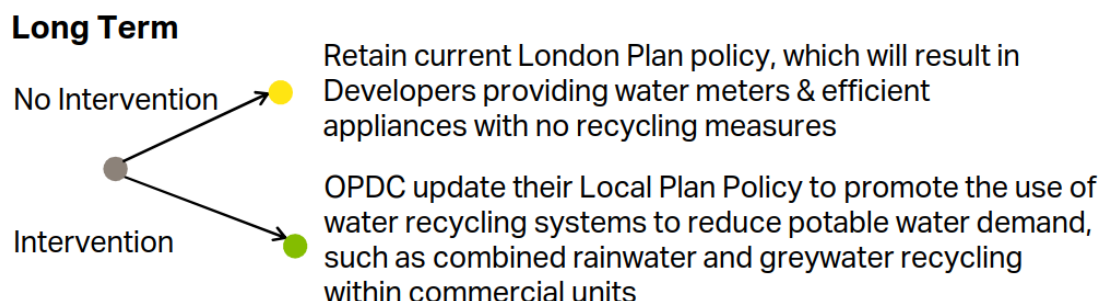 Long Term
No Intervention
Retain current London Plan policy, which will result in
Developers providing water meters & efficient
appliances with no recycling measures
Intervention
OPDC update their Local Plan Policy to promote the use of
water recycling systems to reduce potable water demand,
such as combined rainwater and greywater recycling
within commercial units